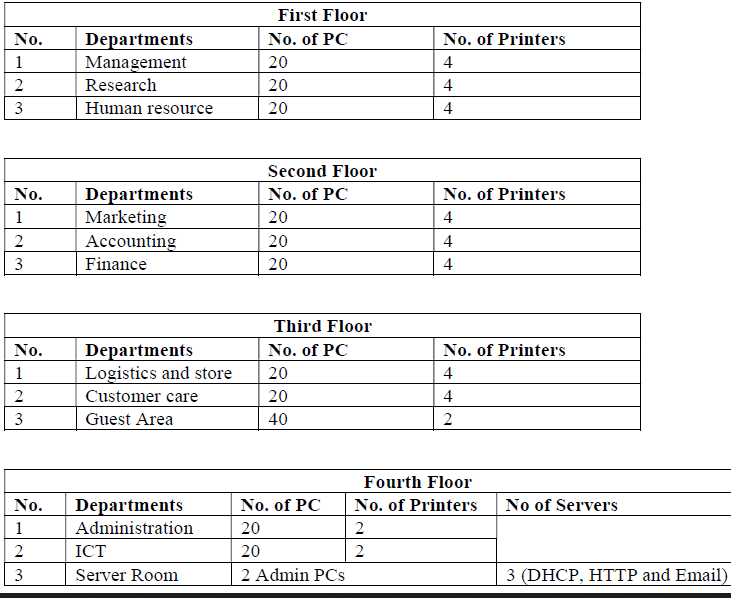 First Floor
No. Departments No. of PC No. of Printers
1 Management 20 4
2 Research 20 4
3 Human resource 20 4
Second Floor
No. Departments No. of PC No. of Printers
1 Marketing 20 4
2 Accounting 20 4
3 Finance 20 4
Third Floor
No. Departments No. of PC No. of Printers
1 Logistics and store 20 4
2 Customer care 20 4
3 Guest Area 40 2
Fourth Floor
No. Departments No. of PC No. of Printers No of Servers
1 Administration 20 2
2 ICT 20 2
3 Server Room 2 Admin PCs 3 (DHCP, HTTP and Email)